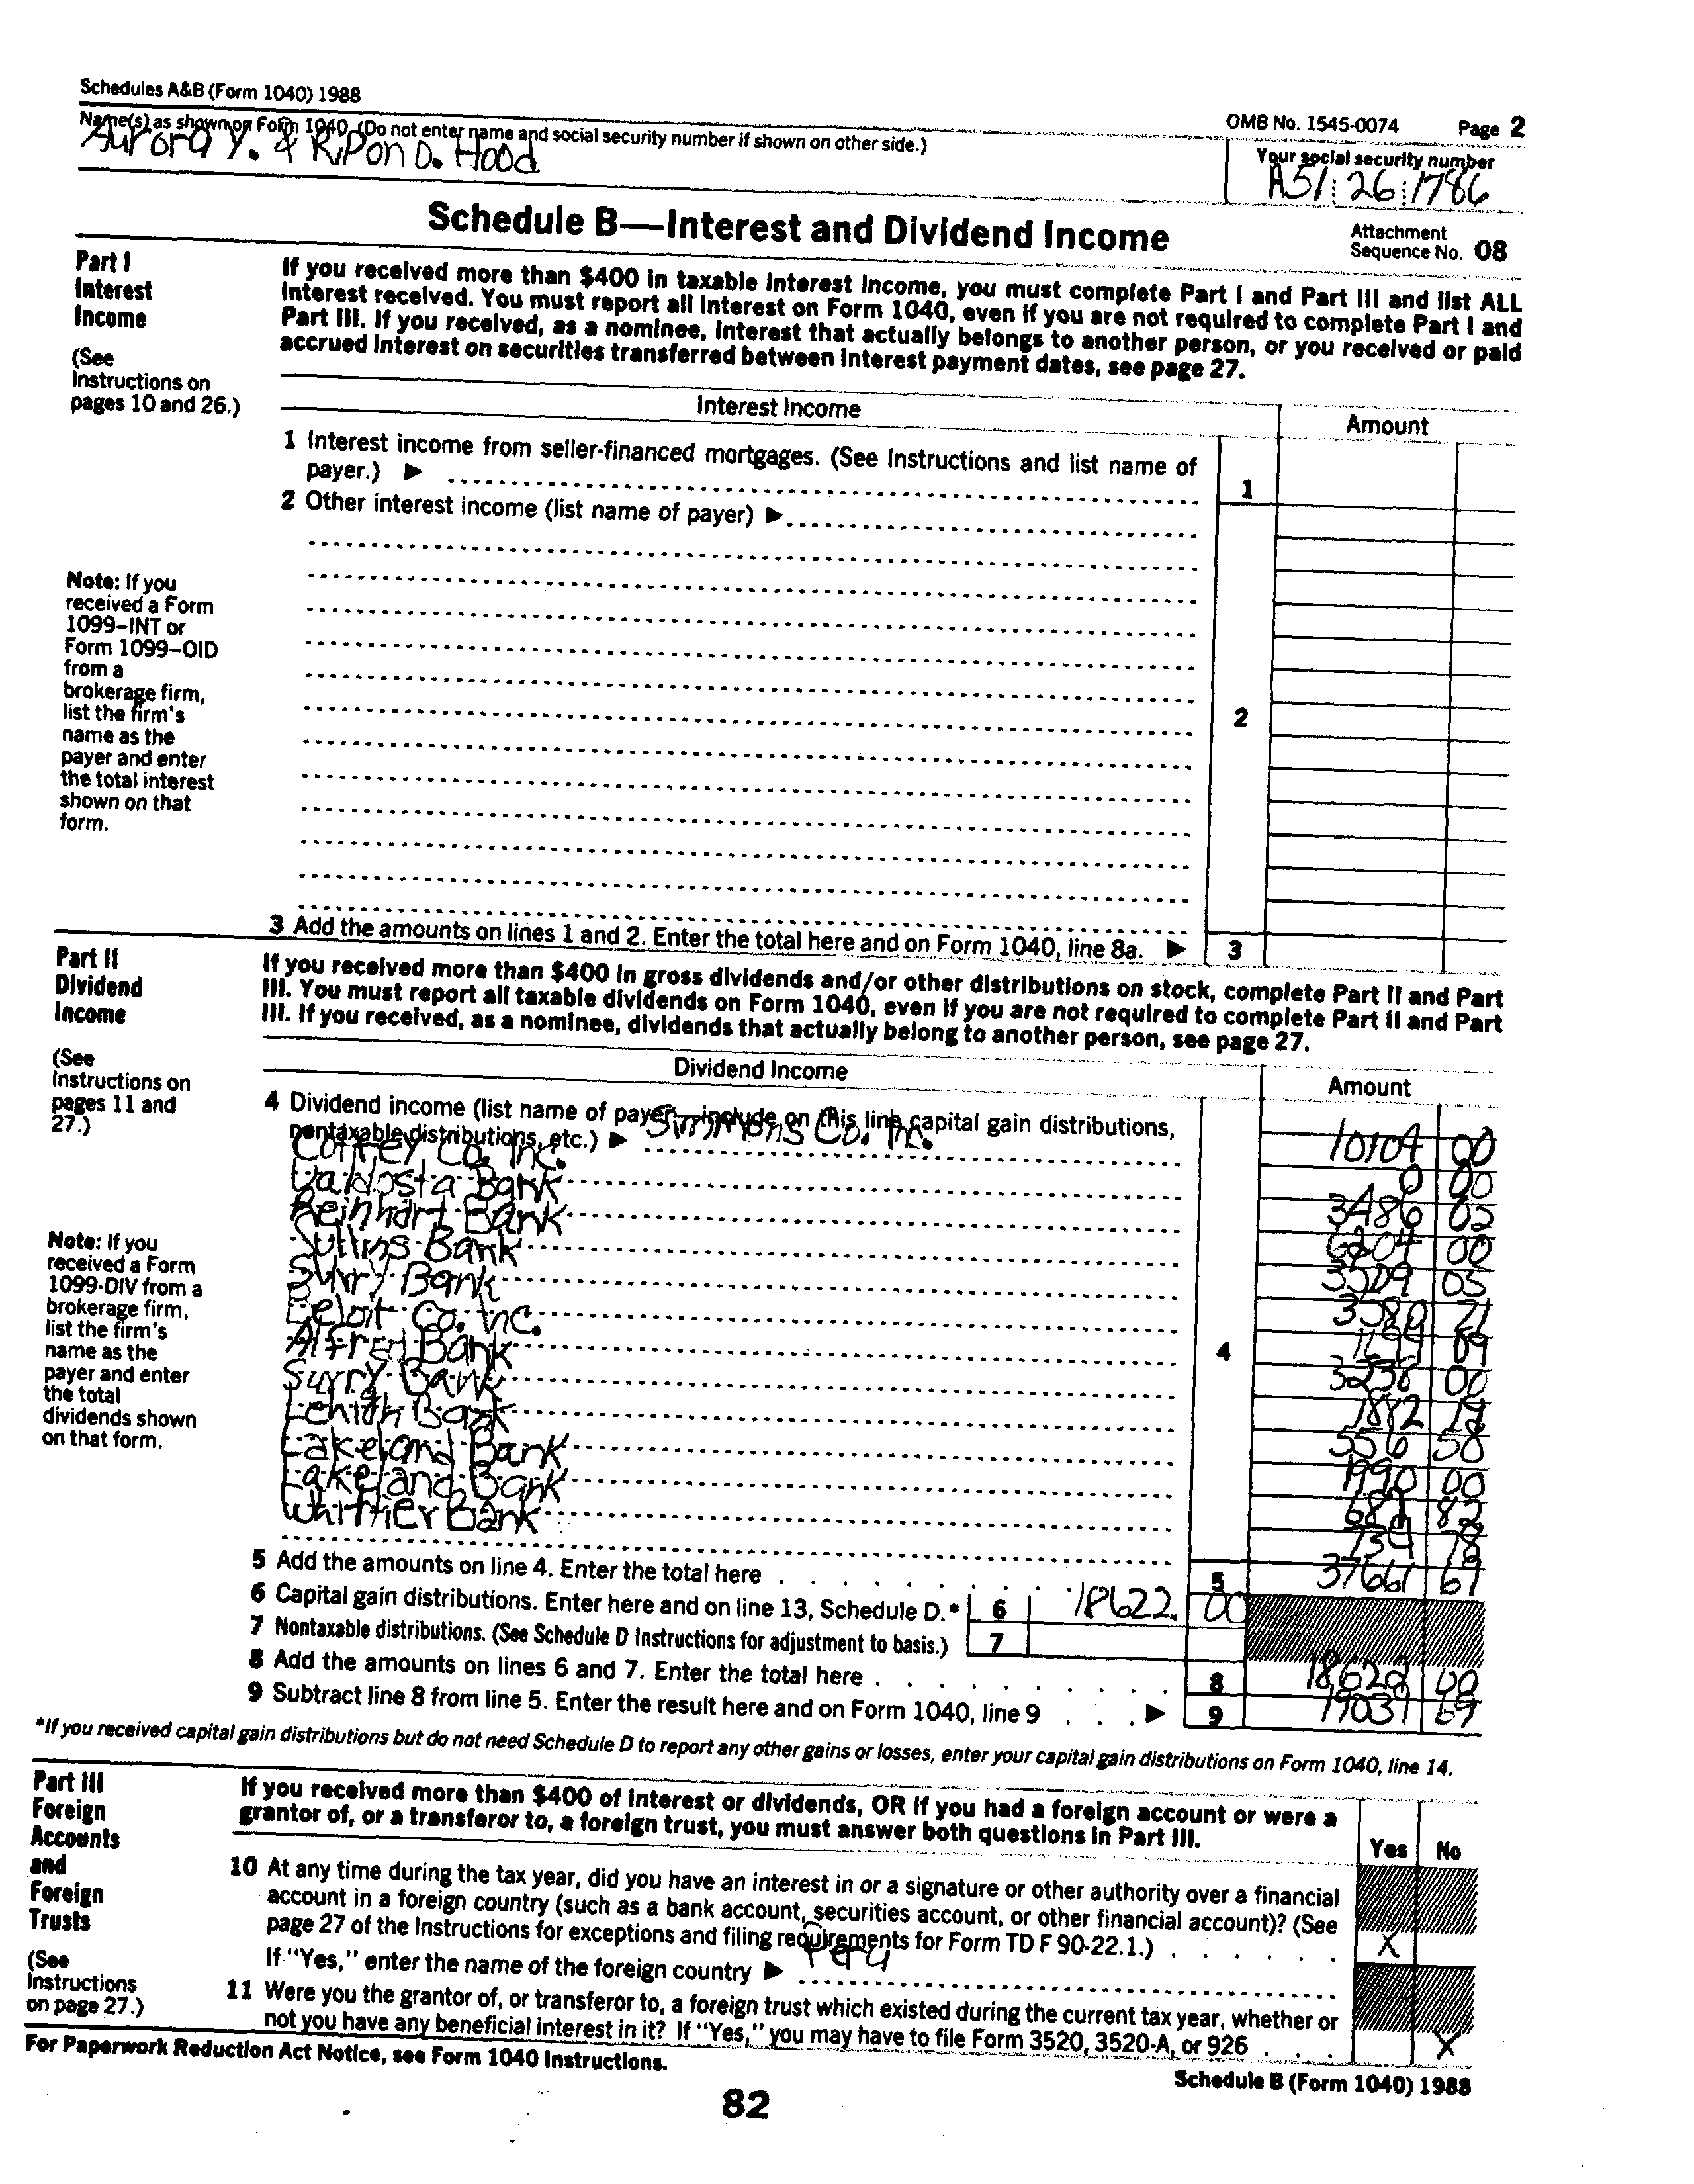 Schedules A&B (Form 1040) 1988
OMB No. 1545-0074 Page 2
Name(s) as shown on Form 1040. (Do not enter name and social security number if shown on other side.)
Aurora Y. & Ripon D. Hood
Your social security number
A51 26 1786
Schedule B—Interest and Dividend Income
Attachment
Sequence No. 08
Part I
Interest
Income
(See
Instructions on
pages 10 and 26.)
If you received more than $400 in taxable interest income, you must complete Part I and Part III and list ALL
interest received. You must report all interest on Form 1040, even if you are not required to complete Part I and
Part III. If you received, as a nominee, interest that actually belongs to another person, or you received or paid
accrued interest on securities transferred between interest payment dates, see page 27.
Interest Income
Amount
1 Interest income from seller-financed mortgages. (See Instructions and list name of
payer.) ▶ 1
2 Other interest income (list name of payer) ▶
2
Note: If you
received a Form
1099–INT or
Form 1099–OID
from a
brokerage firm,
list the firm's
name as the
payer and enter
the total interest
shown on that
form.
3 Add the amounts on lines 1 and 2. Enter the total here and on Form 1040, line 8a. ▶ 3
Part II
Dividend
Income
(See
Instructions on
pages 11 and
27.)
If you received more than $400 in gross dividends and/or other distributions on stock, complete Part II and Part
III. You must report all taxable dividends on Form 1040, even if you are not required to complete Part II and Part
III. If you received, as a nominee, dividends that actually belong to another person, see page 27.
Dividend Income
Amount
4 Dividend income (list name of payer—include on this line capital gain distributions,
nontaxable distributions, etc.) ▶ Simmons Co. Inc. 10104 00
Coffey Co. Inc. 0 00
Valdosta Bank 3486 02
Reinhart Bank 6204 00
Sullins Bank 3509 05
Surry Bank 3580 21
Beloit Co. Inc.
Alfred Bank 3238 00
Surry Bank 1882
Lehigh Bank 556 50
Lakeland Bank 1990 00
Lakeland Bank 82
Whittier Bank 734 78
4
Note: If you
received a Form
1099-DIV from a
brokerage firm,
list the firm's
name as the
payer and enter
the total
dividends shown
on that form.
5 Add the amounts on line 4. Enter the total here 5 37661 69
6 Capital gain distributions. Enter here and on line 13, Schedule D.* 6 18622. 00
7 Nontaxable distributions. (See Schedule D Instructions for adjustment to basis.) 7
8 Add the amounts on lines 6 and 7. Enter the total here 8 18622 00
9 Subtract line 8 from line 5. Enter the result here and on Form 1040, line 9 ▶ 9 19039 69
*If you received capital gain distributions but do not need Schedule D to report any other gains or losses, enter your capital gain distributions on Form 1040, line 14.
Part III
Foreign
Accounts
and
Foreign
Trusts
(See
Instructions
on page 27.)
If you received more than $400 of interest or dividends, OR if you had a foreign account or were a
grantor of, or a transferor to, a foreign trust, you must answer both questions in Part III.
Yes No
10 At any time during the tax year, did you have an interest in or a signature or other authority over a financial
account in a foreign country (such as a bank account, securities account, or other financial account)? (See
page 27 of the Instructions for exceptions and filing requirements for Form TD F 90-22.1.) X
If "Yes," enter the name of the foreign country ▶ Peru
11 Were you the grantor of, or transferor to, a foreign trust which existed during the current tax year, whether or
not you have any beneficial interest in it? If "Yes," you may have to file Form 3520, 3520-A, or 926 X
For Paperwork Reduction Act Notice, see Form 1040 Instructions.
Schedule B (Form 1040) 1988
82